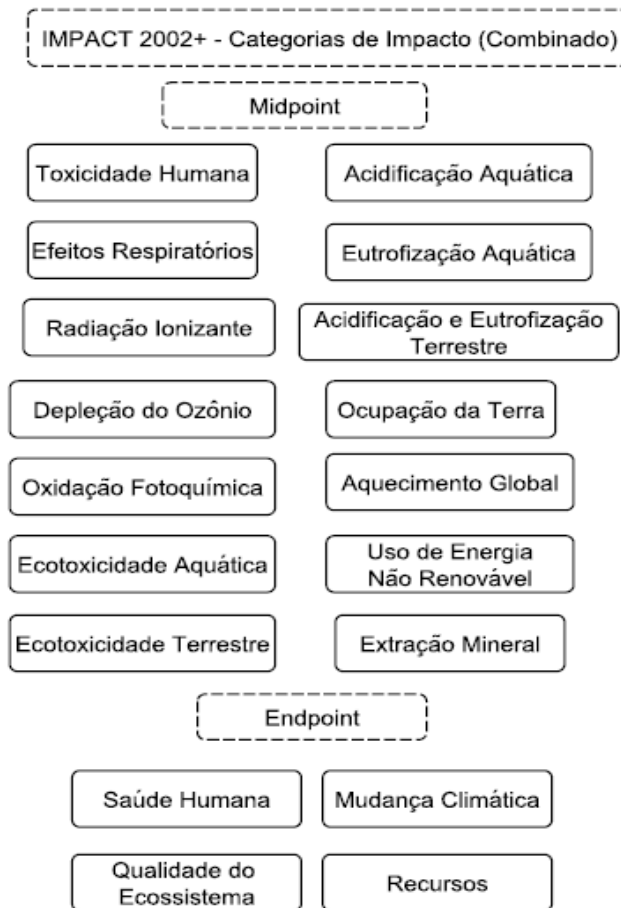 IMPACT 2002+ - Categorias de Impacto (Combinado)
Midpoint
Toxicidade Humana
Acidificação Aquática
Efeitos Respiratórios
Eutrofização Aquática
Radiação Ionizante
Acidificação e Eutrofização
Terrestre
Depleção do Ozônio
Ocupação da Terra
Oxidação Fotoquímica
Aquecimento Global
Ecotoxicidade Aquática
Uso de Energia
Não Renovável
Ecotoxicidade Terrestre
Extração Mineral
Endpoint
Saúde Humana
Mudança Climática
Qualidade do
Ecossistema
Recursos